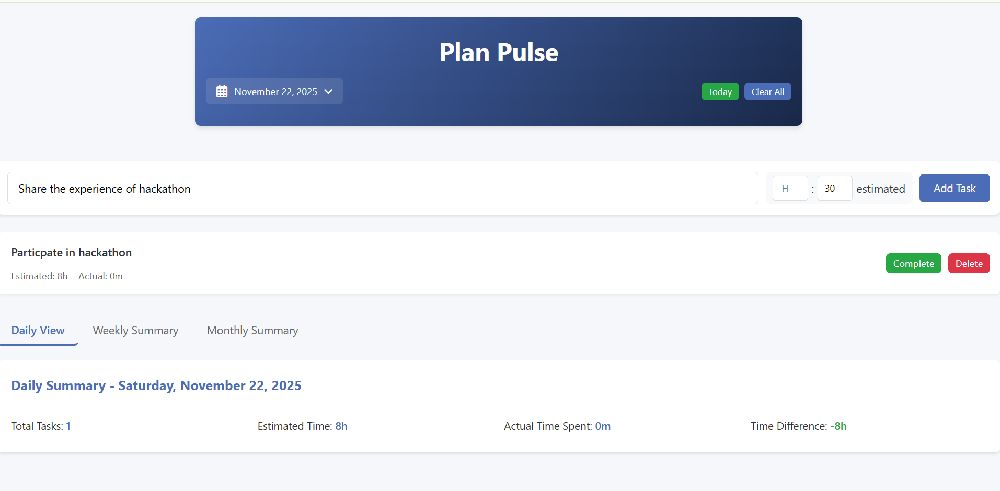 Plan Pulse
November 22, 2025
Today
Clear All
Share the experience of hackathon
H : 30 estimated
Add Task
Particpate in hackathon
Estimated: 8h Actual: 0m
Complete
Delete
Daily View
Weekly Summary
Monthly Summary
Daily Summary - Saturday, November 22, 2025
Total Tasks: 1
Estimated Time: 8h
Actual Time Spent: 0m
Time Difference: -8h